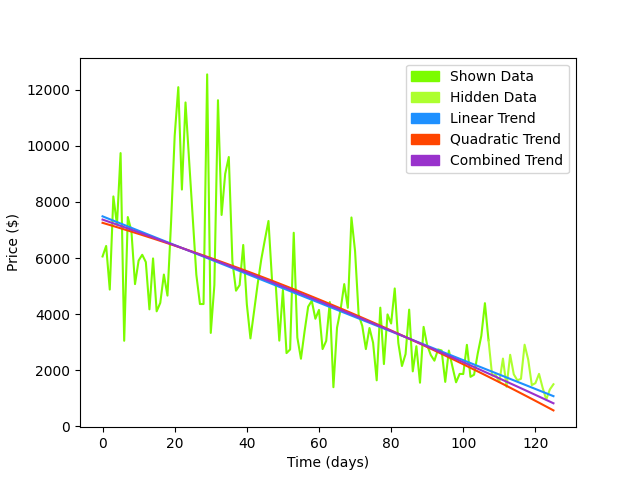 12000
10000
8000
6000
4000
2000
0
Price ($)
0 20 40 60 80 100 120
Time (days)
Shown Data
Hidden Data
Linear Trend
Quadratic Trend
Combined Trend